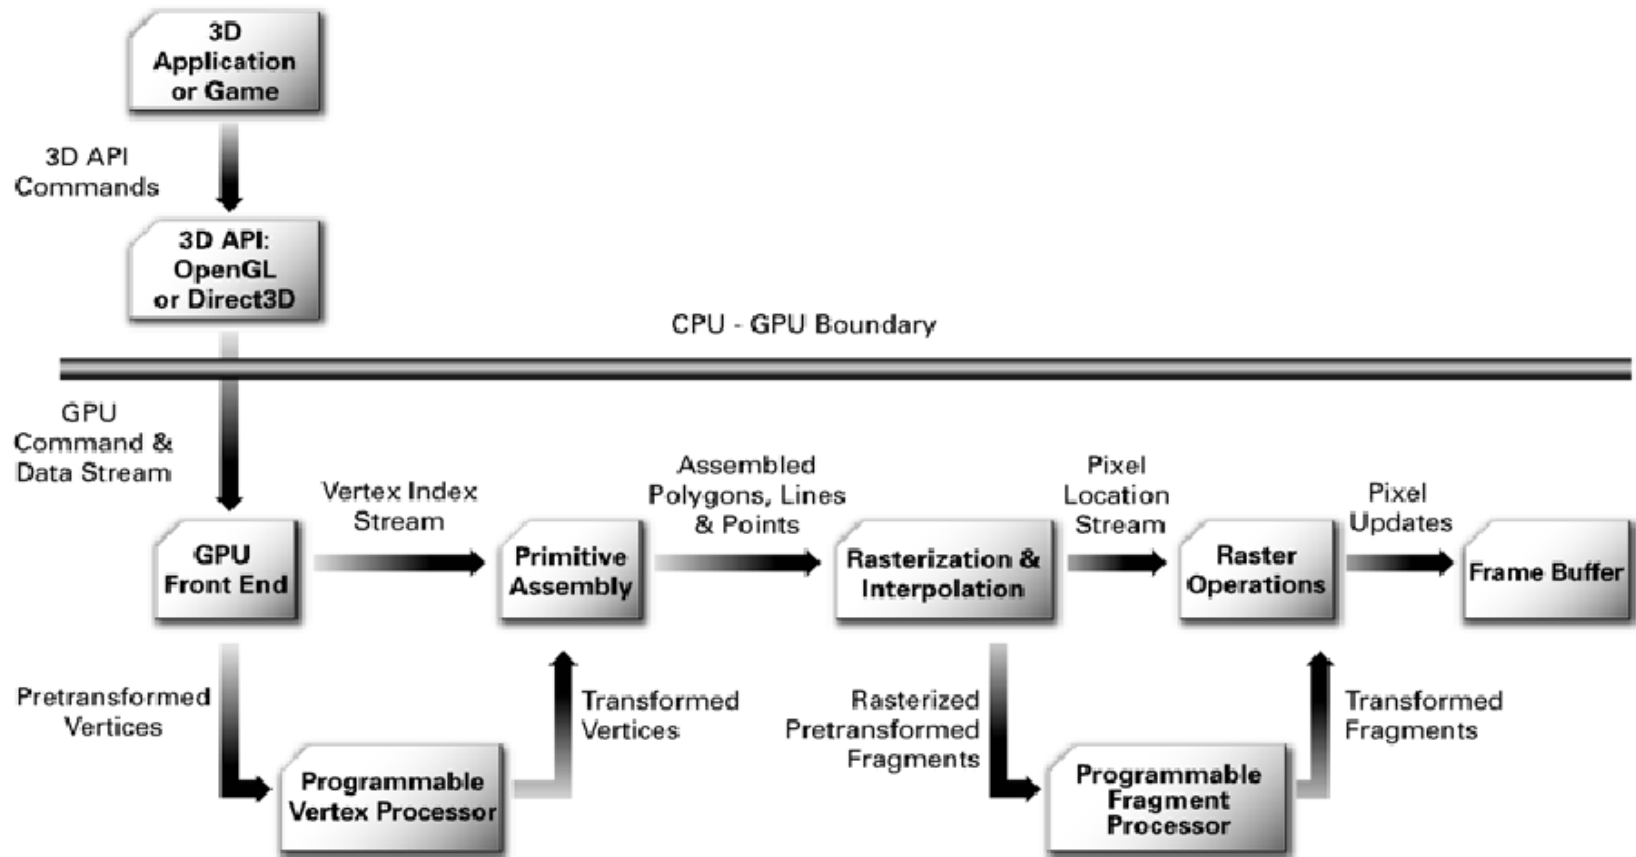 3D
Application
or Game
3D API
Commands
3D API:
OpenGL
or Direct3D
CPU - GPU Boundary
GPU
Command &
Data Stream
Vertex Index
Stream
Assembled
Polygons, Lines
& Points
Pixel
Location
Stream
Pixel
Updates
GPU
Front End
Primitive
Assembly
Rasterization &
Interpolation
Raster
Operations
Frame Buffer
Pretransformed
Vertices
Transformed
Vertices
Rasterized
Pretransformed
Fragments
Transformed
Fragments
Programmable
Vertex Processor
Programmable
Fragment
Processor